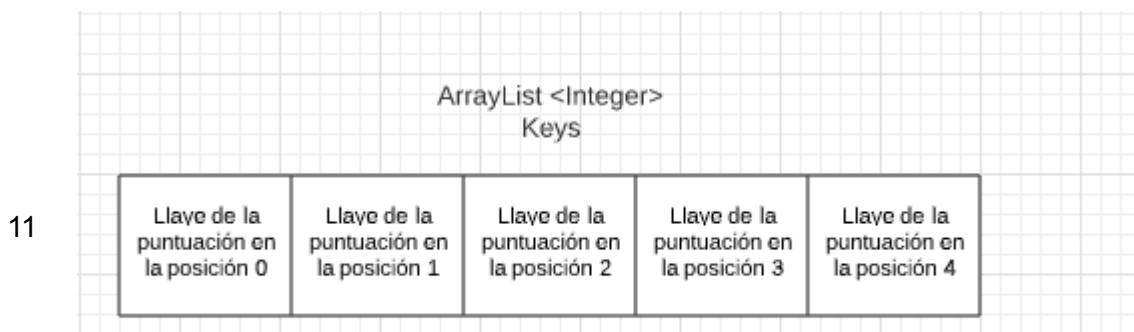 ArrayList <Integer>
Keys
11
Llave de la
puntuación en
la posición 0
Llave de la
puntuación en
la posición 1
Llave de la
puntuación en
la posición 2
Llave de la
puntuación en
la posición 3
Llave de la
puntuación en
la posición 4